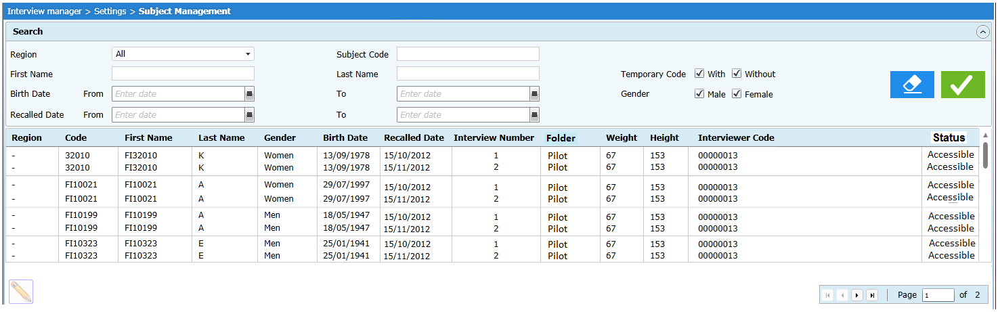 Interview manager > Settings > Subject Management
Search
Region All Subject Code
First Name Last Name Temporary Code With Without
Birth Date From Enter date To Enter date Gender Male Female
Recalled Date From Enter date To Enter date
Region Code First Name Last Name Gender Birth Date Recalled Date Interview Number Folder Weight Height Interviewer Code Status
- 32010 FI32010 K Women 13/09/1978 15/10/2012 1 Pilot 67 153 00000013 Accessible
- 32010 FI32010 K Women 13/09/1978 15/11/2012 2 Pilot 67 153 00000013 Accessible
- FI10021 FI10021 A Women 29/07/1997 15/10/2012 1 Pilot 67 153 00000013 Accessible
- FI10021 FI10021 A Women 29/07/1997 15/11/2012 2 Pilot 67 153 00000013 Accessible
- FI10199 FI10199 A Men 18/05/1947 15/10/2012 1 Pilot 67 153 00000013 Accessible
- FI10199 FI10199 A Men 18/05/1947 15/11/2012 2 Pilot 67 153 00000013 Accessible
- FI10323 FI10323 E Men 25/01/1941 15/10/2012 1 Pilot 67 153 00000013 Accessible
- FI10323 FI10323 E Men 25/01/1941 15/11/2012 2 Pilot 67 153 00000013 Accessible
Page 1 of 2